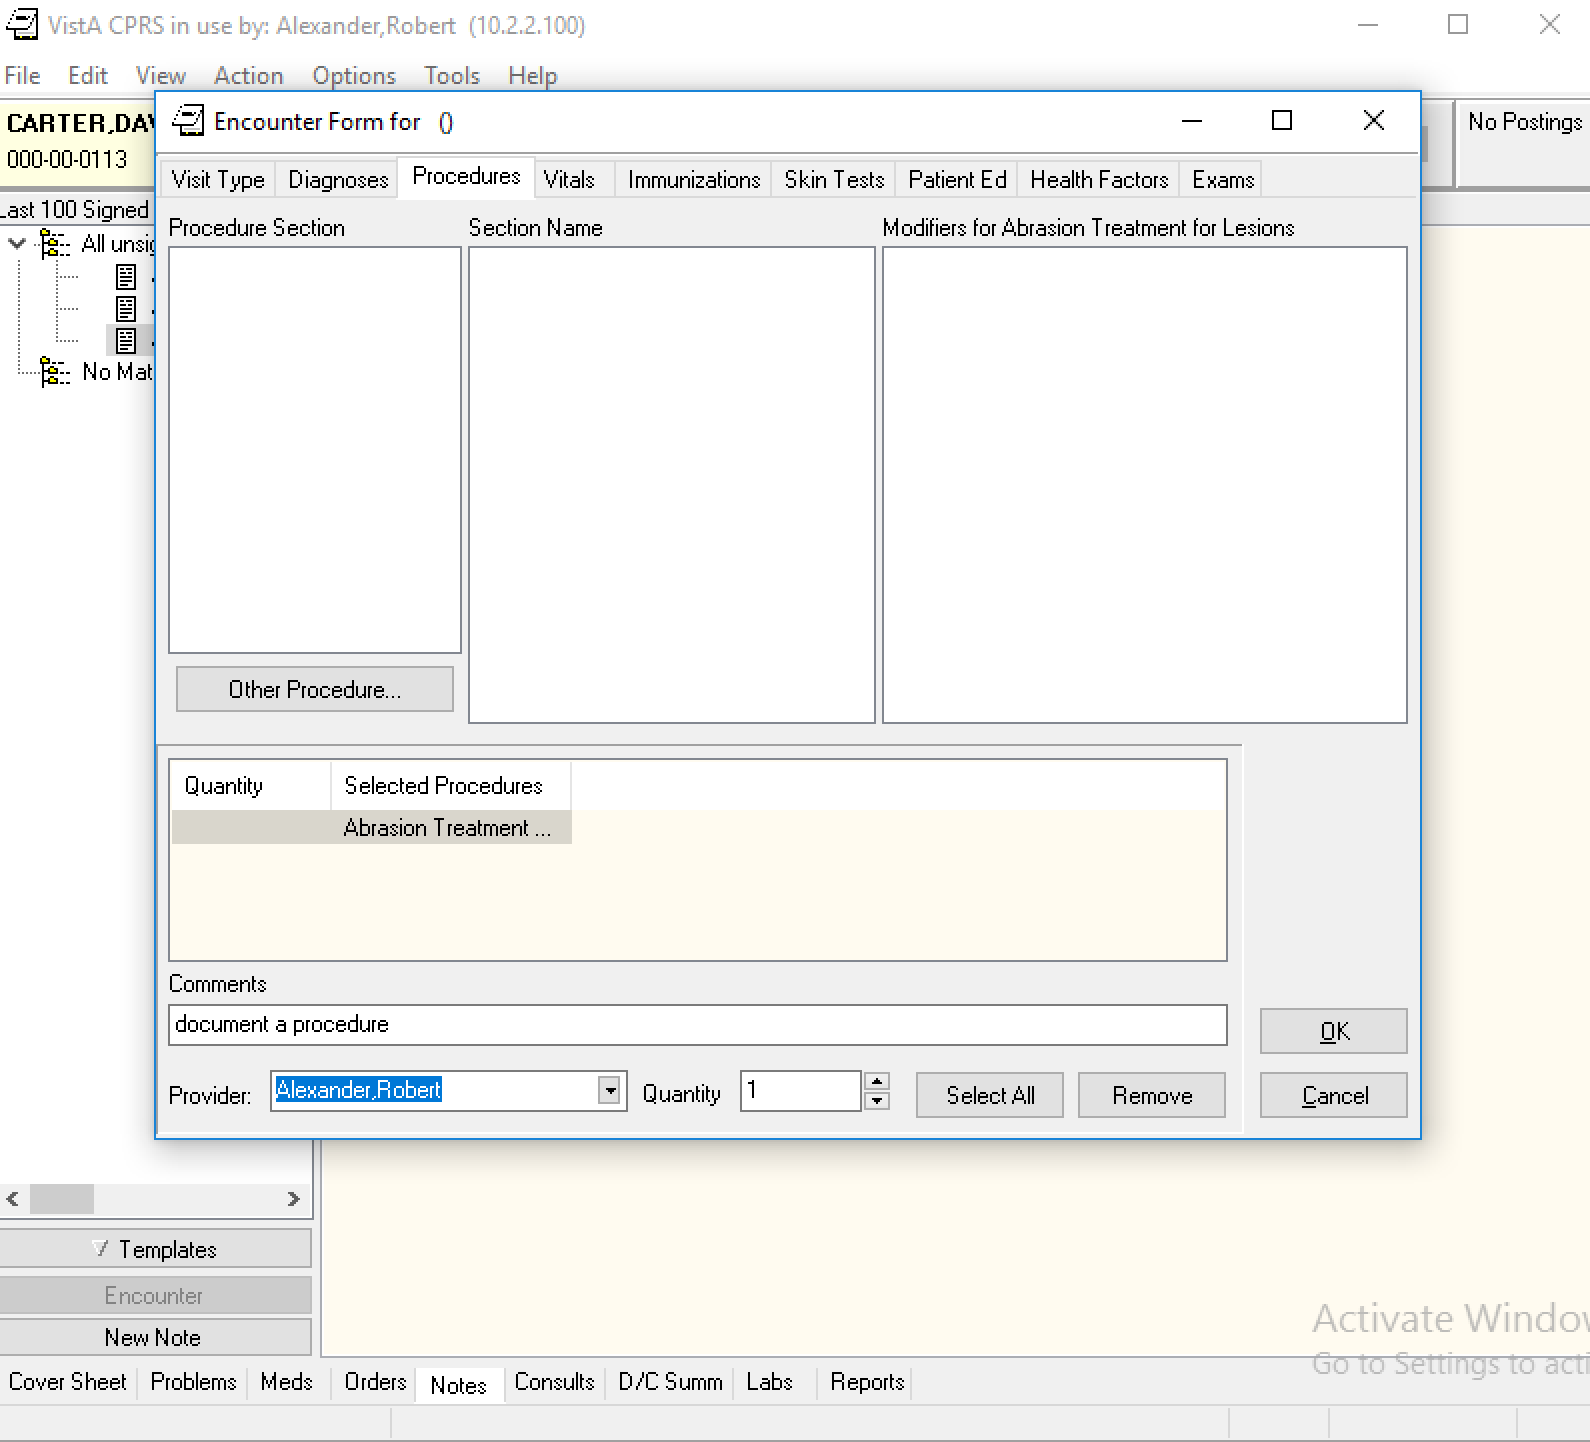 VistA CPRS in use by: Alexander,Robert (10.2.2.100)
File Edit View Action Options Tools Help
CARTER,DAV
000-00-0113
No Postings
Last 100 Signed
All unsig
No Mat
Encounter Form for ()
Visit Type Diagnoses Procedures Vitals Immunizations Skin Tests Patient Ed Health Factors Exams
Procedure Section Section Name Modifiers for Abrasion Treatment for Lesions
Other Procedure...
Quantity Selected Procedures
Abrasion Treatment ...
Comments
document a procedure
OK
Provider: Alexander,Robert Quantity 1 Select All Remove Cancel
Templates
Encounter
New Note
Activate Window
Go to Settings to acti
Cover Sheet Problems Meds Orders Notes Consults D/C Summ Labs Reports